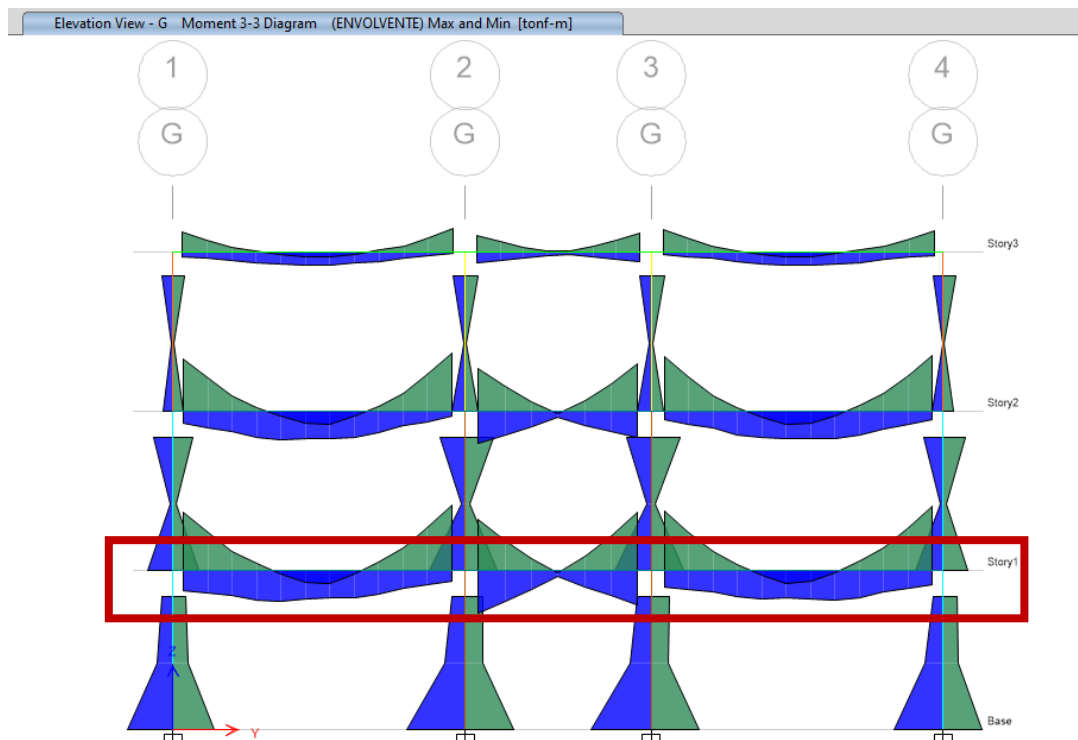 Elevation View - G Moment 3-3 Diagram (ENVOLVENTE) Max and Min [tonf-m]
1 2 3 4
G G G G
Story3
Story2
Story1
Z
Y
Base